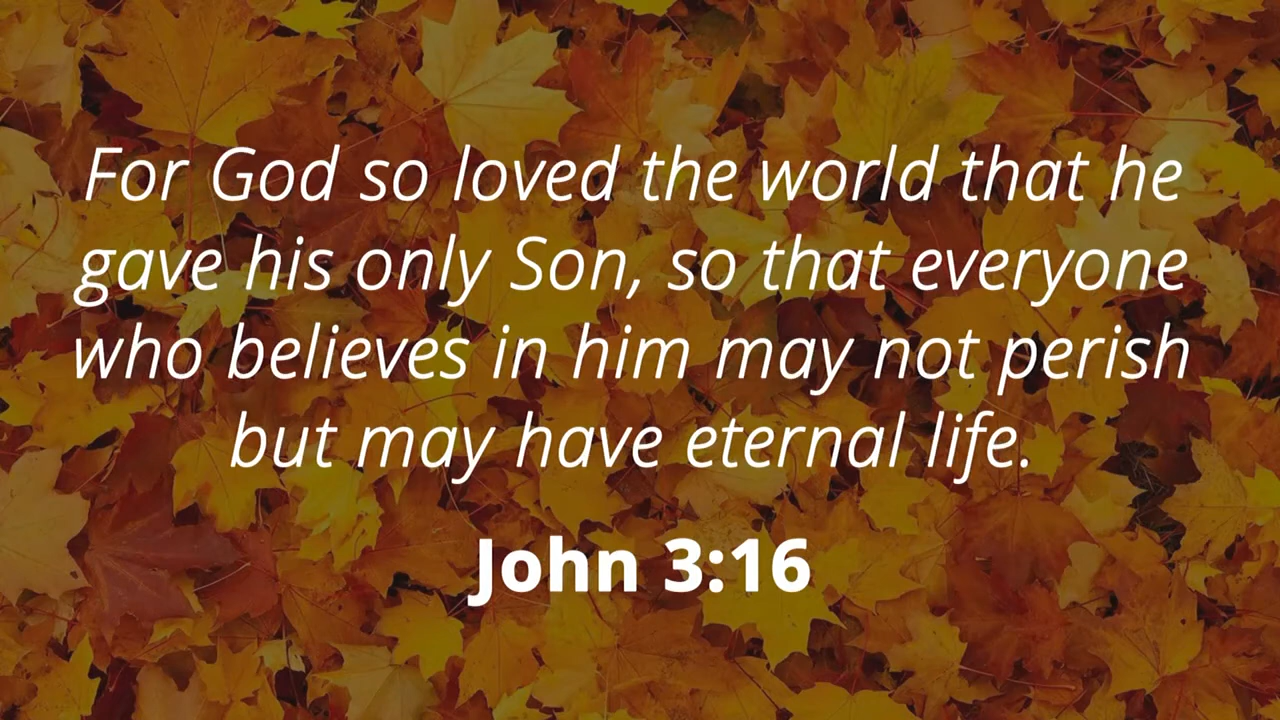 For God so loved the world that he
gave his only Son, so that everyone
who believes in him may not perish
but may have eternal life.
John 3:16